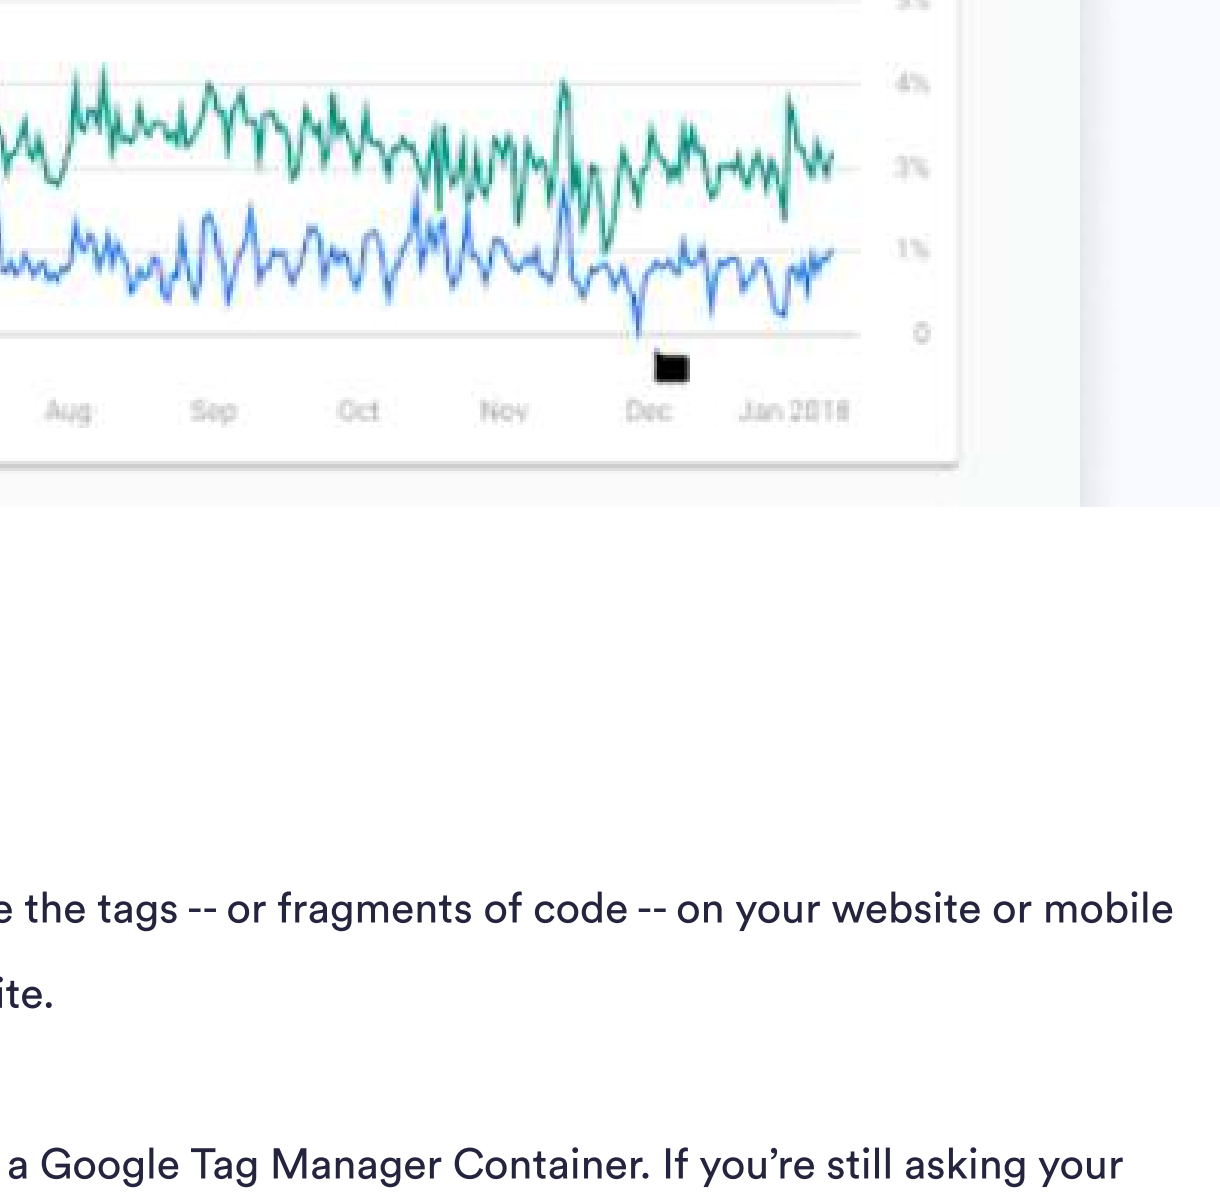 4%
3%
1%
0
Aug Sep Oct Nov Dec Jan 2018
e the tags -- or fragments of code -- on your website or mobile
ite.
a Google Tag Manager Container. If you’re still asking your